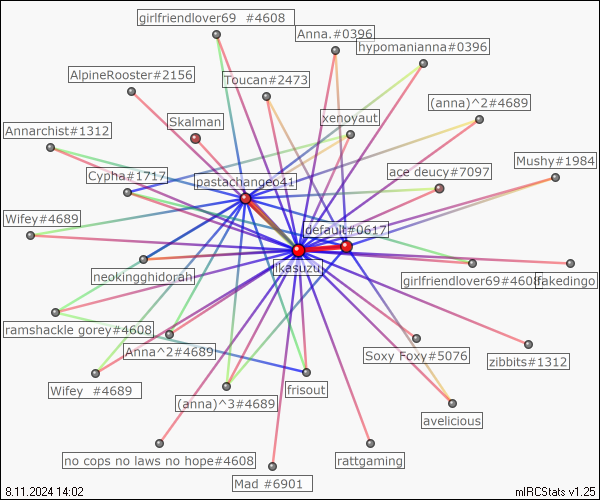 girlfriendlover69  #4608
Anna.#0396
hypomanianna#0396
AlpineRooster#2156
Toucan#2473
(anna)^2#4689
Skalman
xenoyaut
Annarchist#1312
Mushy#1984
Cypha#1717
ace deucy#7097
pastachangeo41
Wifey#4689
default#0617
ikasuzui
neokingghidorah
girlfriendlover69#4608
fakedingo
ramshackle gorey#4608
Anna^2#4689
Soxy Foxy#5076
zibbits#1312
Wifey  #4689
(anna)^3#4689
frisout
avelicious
no cops no laws no hope#4608
rattgaming
Mad #6901
8.11.2024 14:02
mIRCStats v1.25